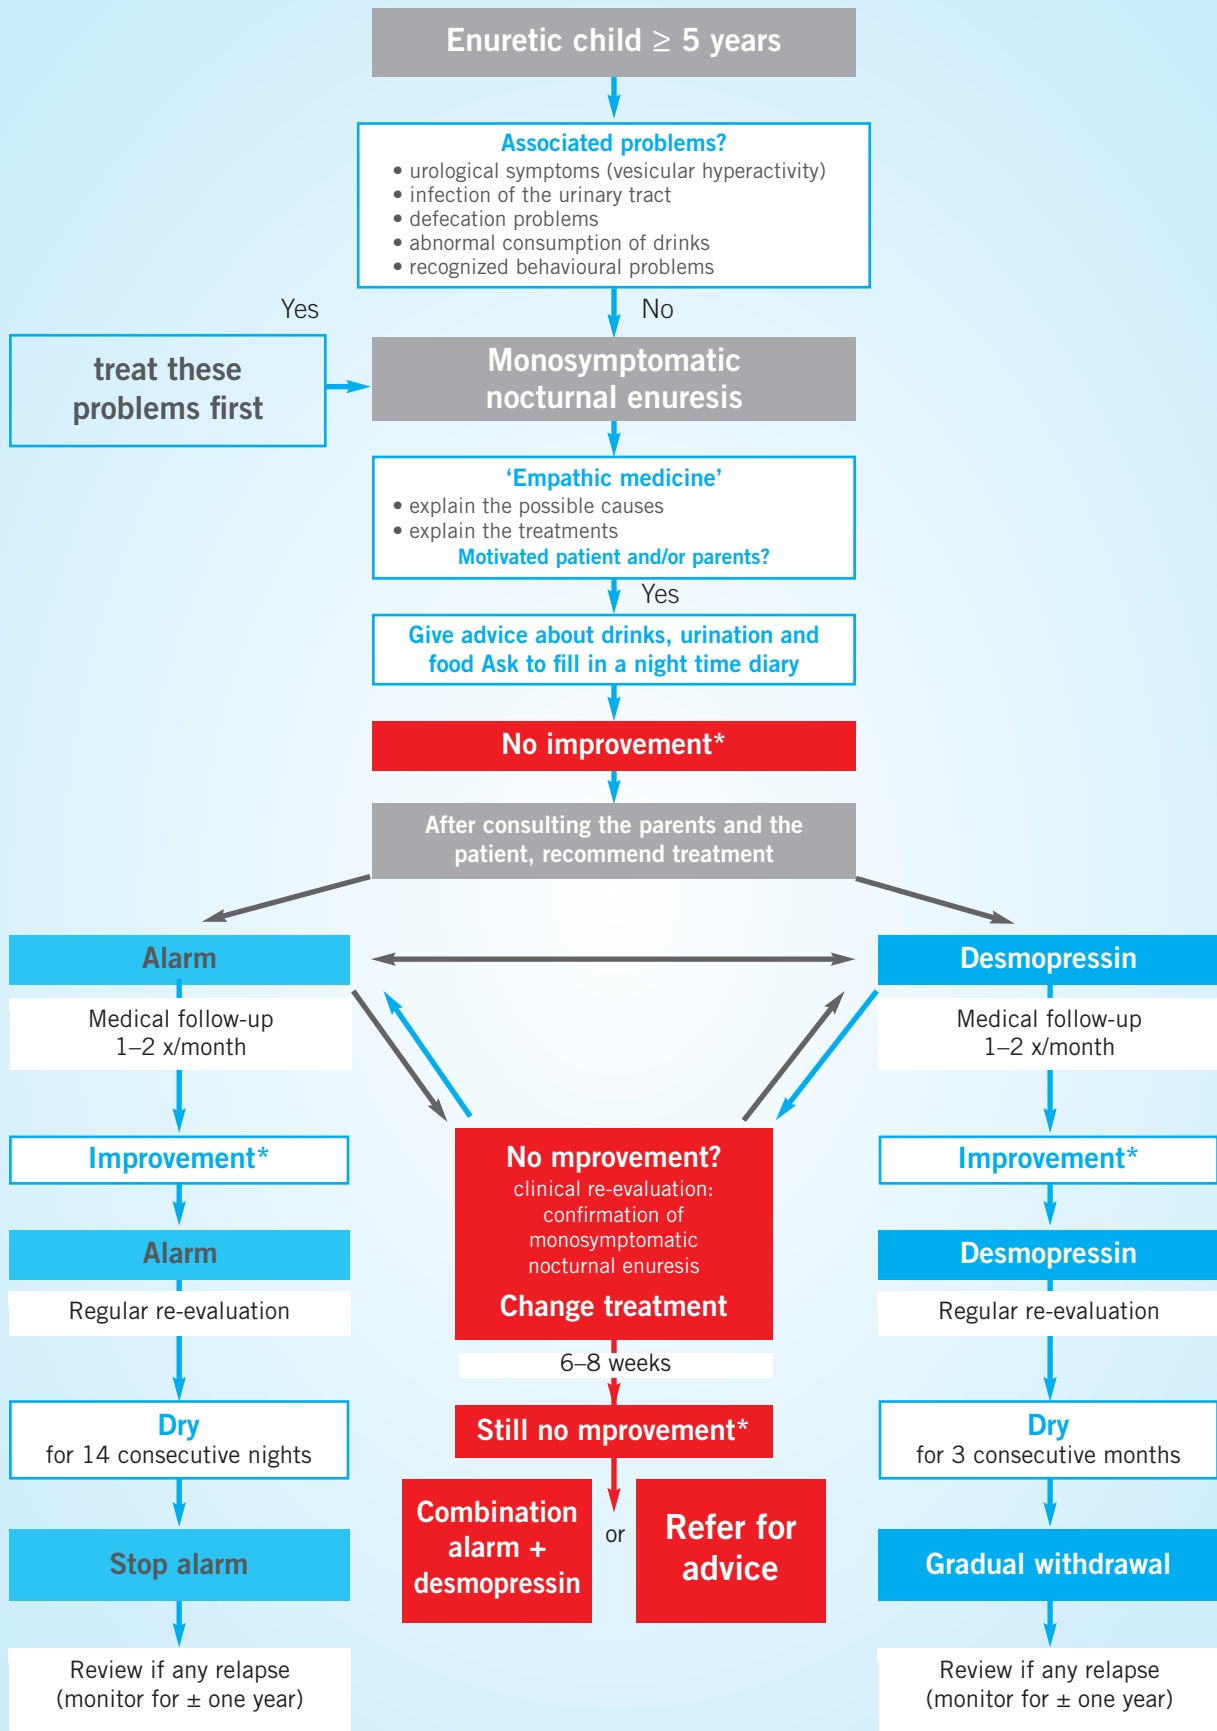 Enuretic child ≥ 5 years
Associated problems?
• urological symptoms (vesicular hyperactivity)
• infection of the urinary tract
• defecation problems
• abnormal consumption of drinks
• recognized behavioural problems
Yes
No
treat these
problems first
Monosymptomatic
nocturnal enuresis
‘Empathic medicine’
• explain the possible causes
• explain the treatments
Motivated patient and/or parents?
Yes
Give advice about drinks, urination and
food Ask to fill in a night time diary
No improvement*
After consulting the parents and the
patient, recommend treatment
Alarm
Medical follow-up
1–2 x/month
Improvement*
Alarm
Regular re-evaluation
Dry
for 14 consecutive nights
Stop alarm
Review if any relapse
(monitor for ± one year)
No mprovement?
clinical re-evaluation:
confirmation of
monosymptomatic
nocturnal enuresis
Change treatment
6–8 weeks
Still no mprovement*
Combination
alarm +
desmopressin
or
Refer for
advice
Desmopressin
Medical follow-up
1–2 x/month
Improvement*
Desmopressin
Regular re-evaluation
Dry
for 3 consecutive months
Gradual withdrawal
Review if any relapse
(monitor for ± one year)